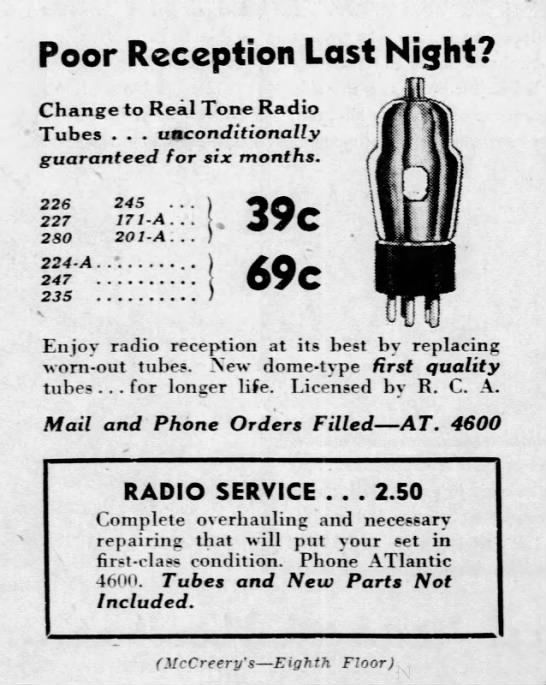 Poor Reception Last Night?
Change to Real Tone Radio
Tubes . . . unconditionally
guaranteed for six months.
226 245 . . .
227 171-A . . .
280 201-A . . .
39c
224-A . . . . . . . . . .
247 . . . . . . . . . .
235 . . . . . . . . . .
69c
Enjoy radio reception at its best by replacing
worn-out tubes. New dome-type first quality
tubes . . . for longer life. Licensed by R. C. A.
Mail and Phone Orders Filled—AT. 4600
RADIO SERVICE . . . 2.50
Complete overhauling and necessary
repairing that will put your set in
first-class condition. Phone ATlantic
4600. Tubes and New Parts Not
Included.
(McCreery's—Eighth Floor)